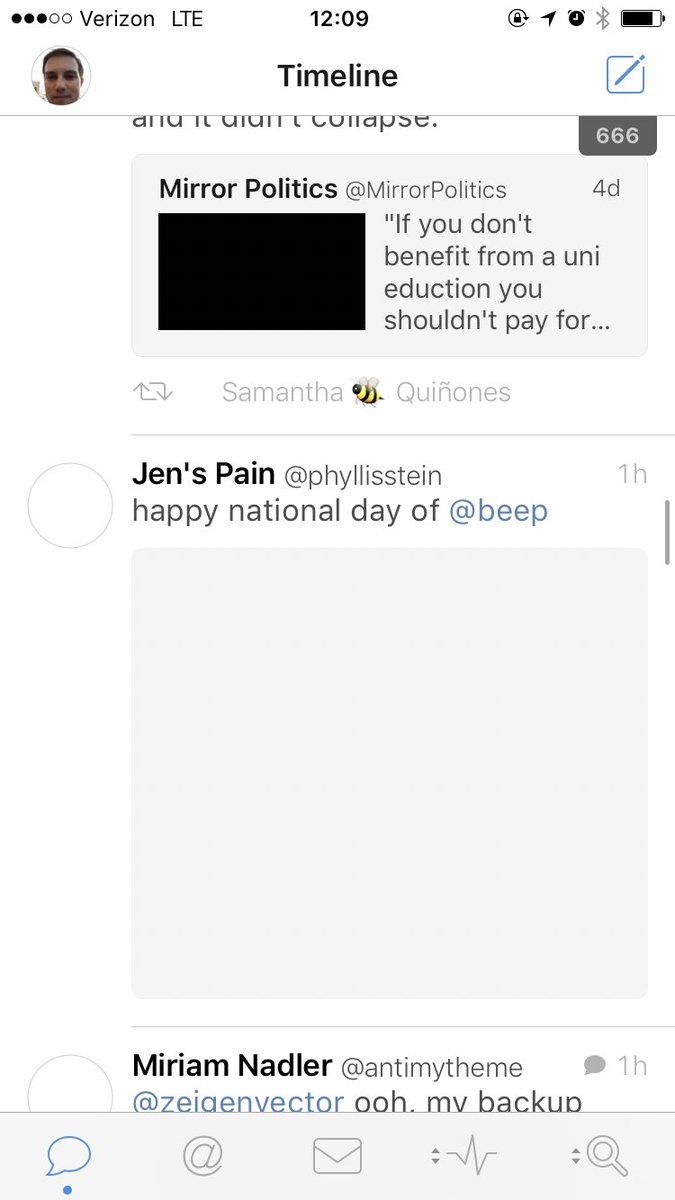 Verizon LTE 12:09
Timeline
and it didn't collapse.
666
Mirror Politics @MirrorPolitics 4d
"If you don't
benefit from a uni
eduction you
shouldn't pay for...
Samantha 🐝 Quiñones
Jen's Pain @phyllisstein 1h
happy national day of @beep
Miriam Nadler @antimytheme 1h
@zeigenvector ooh, my backup